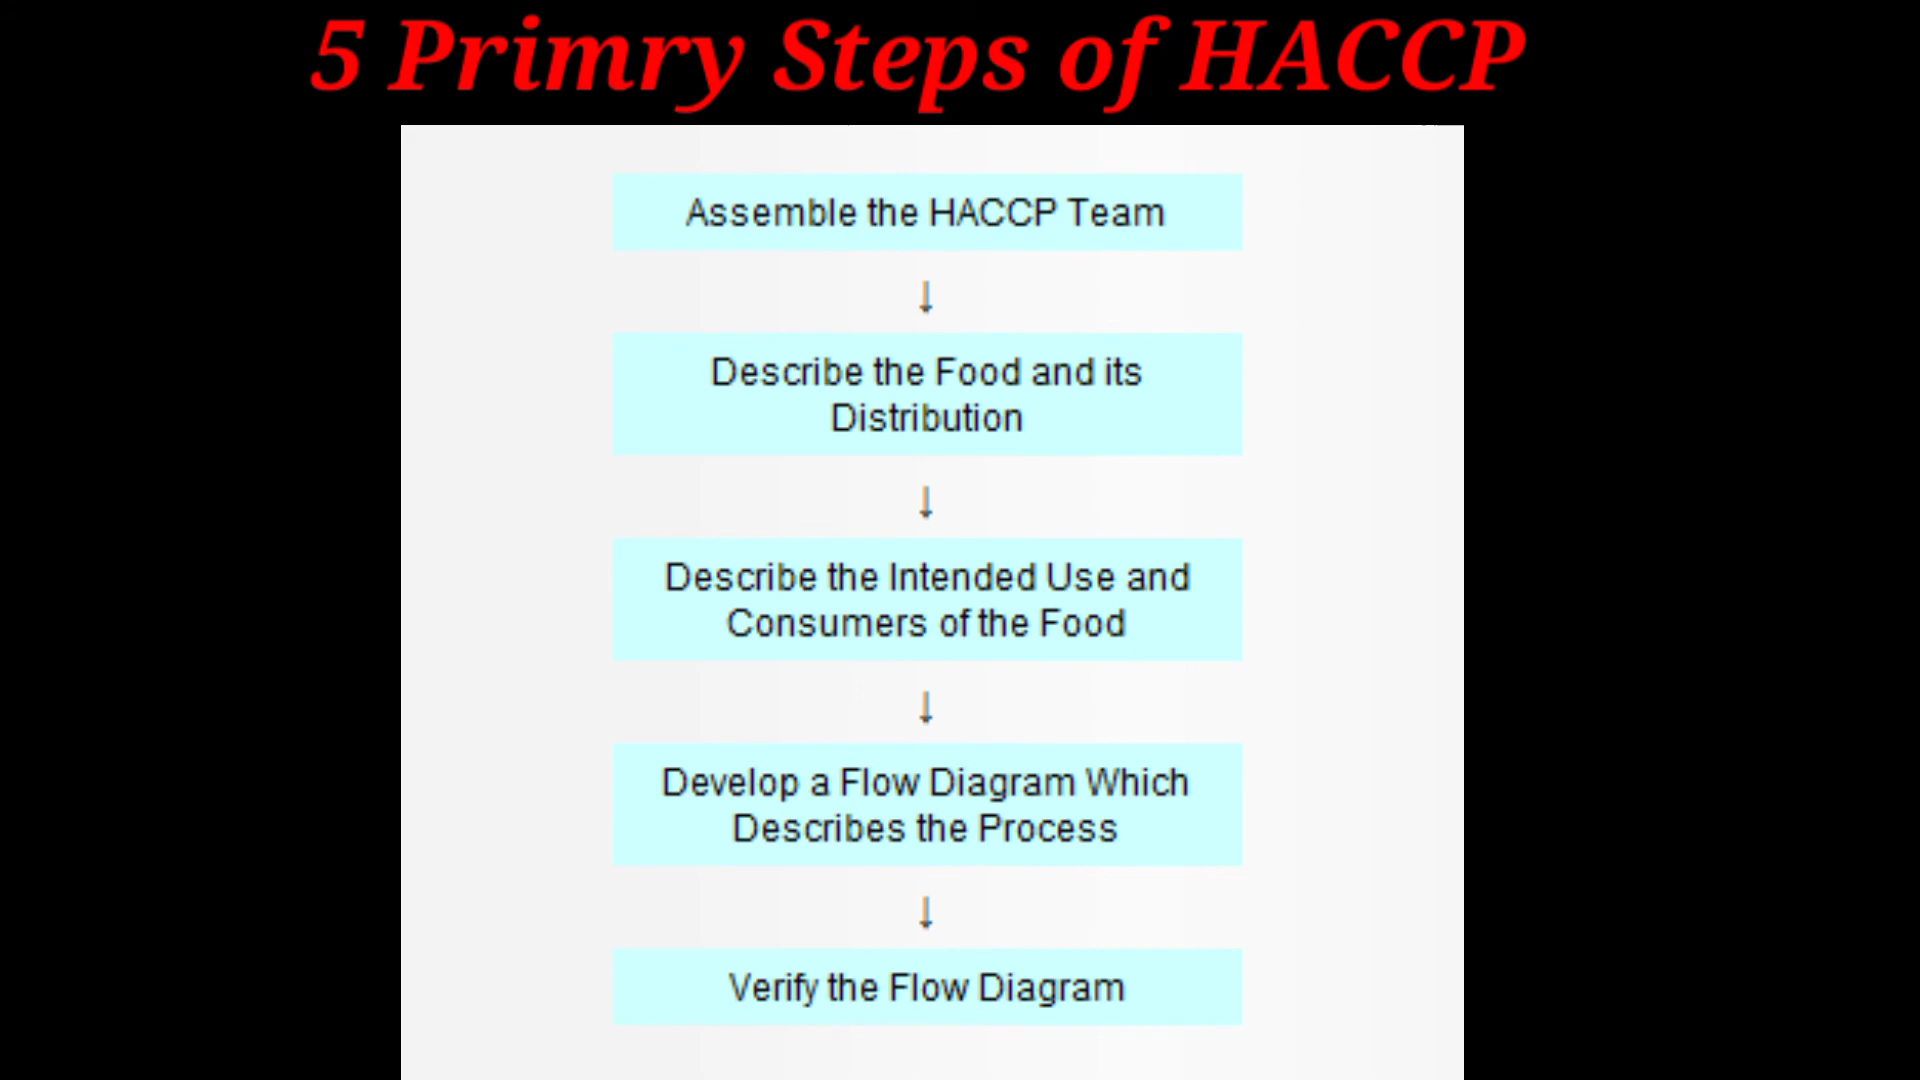 5 Primry Steps of HACCP
Assemble the HACCP Team
↓
Describe the Food and its
Distribution
↓
Describe the Intended Use and
Consumers of the Food
↓
Develop a Flow Diagram Which
Describes the Process
↓
Verify the Flow Diagram